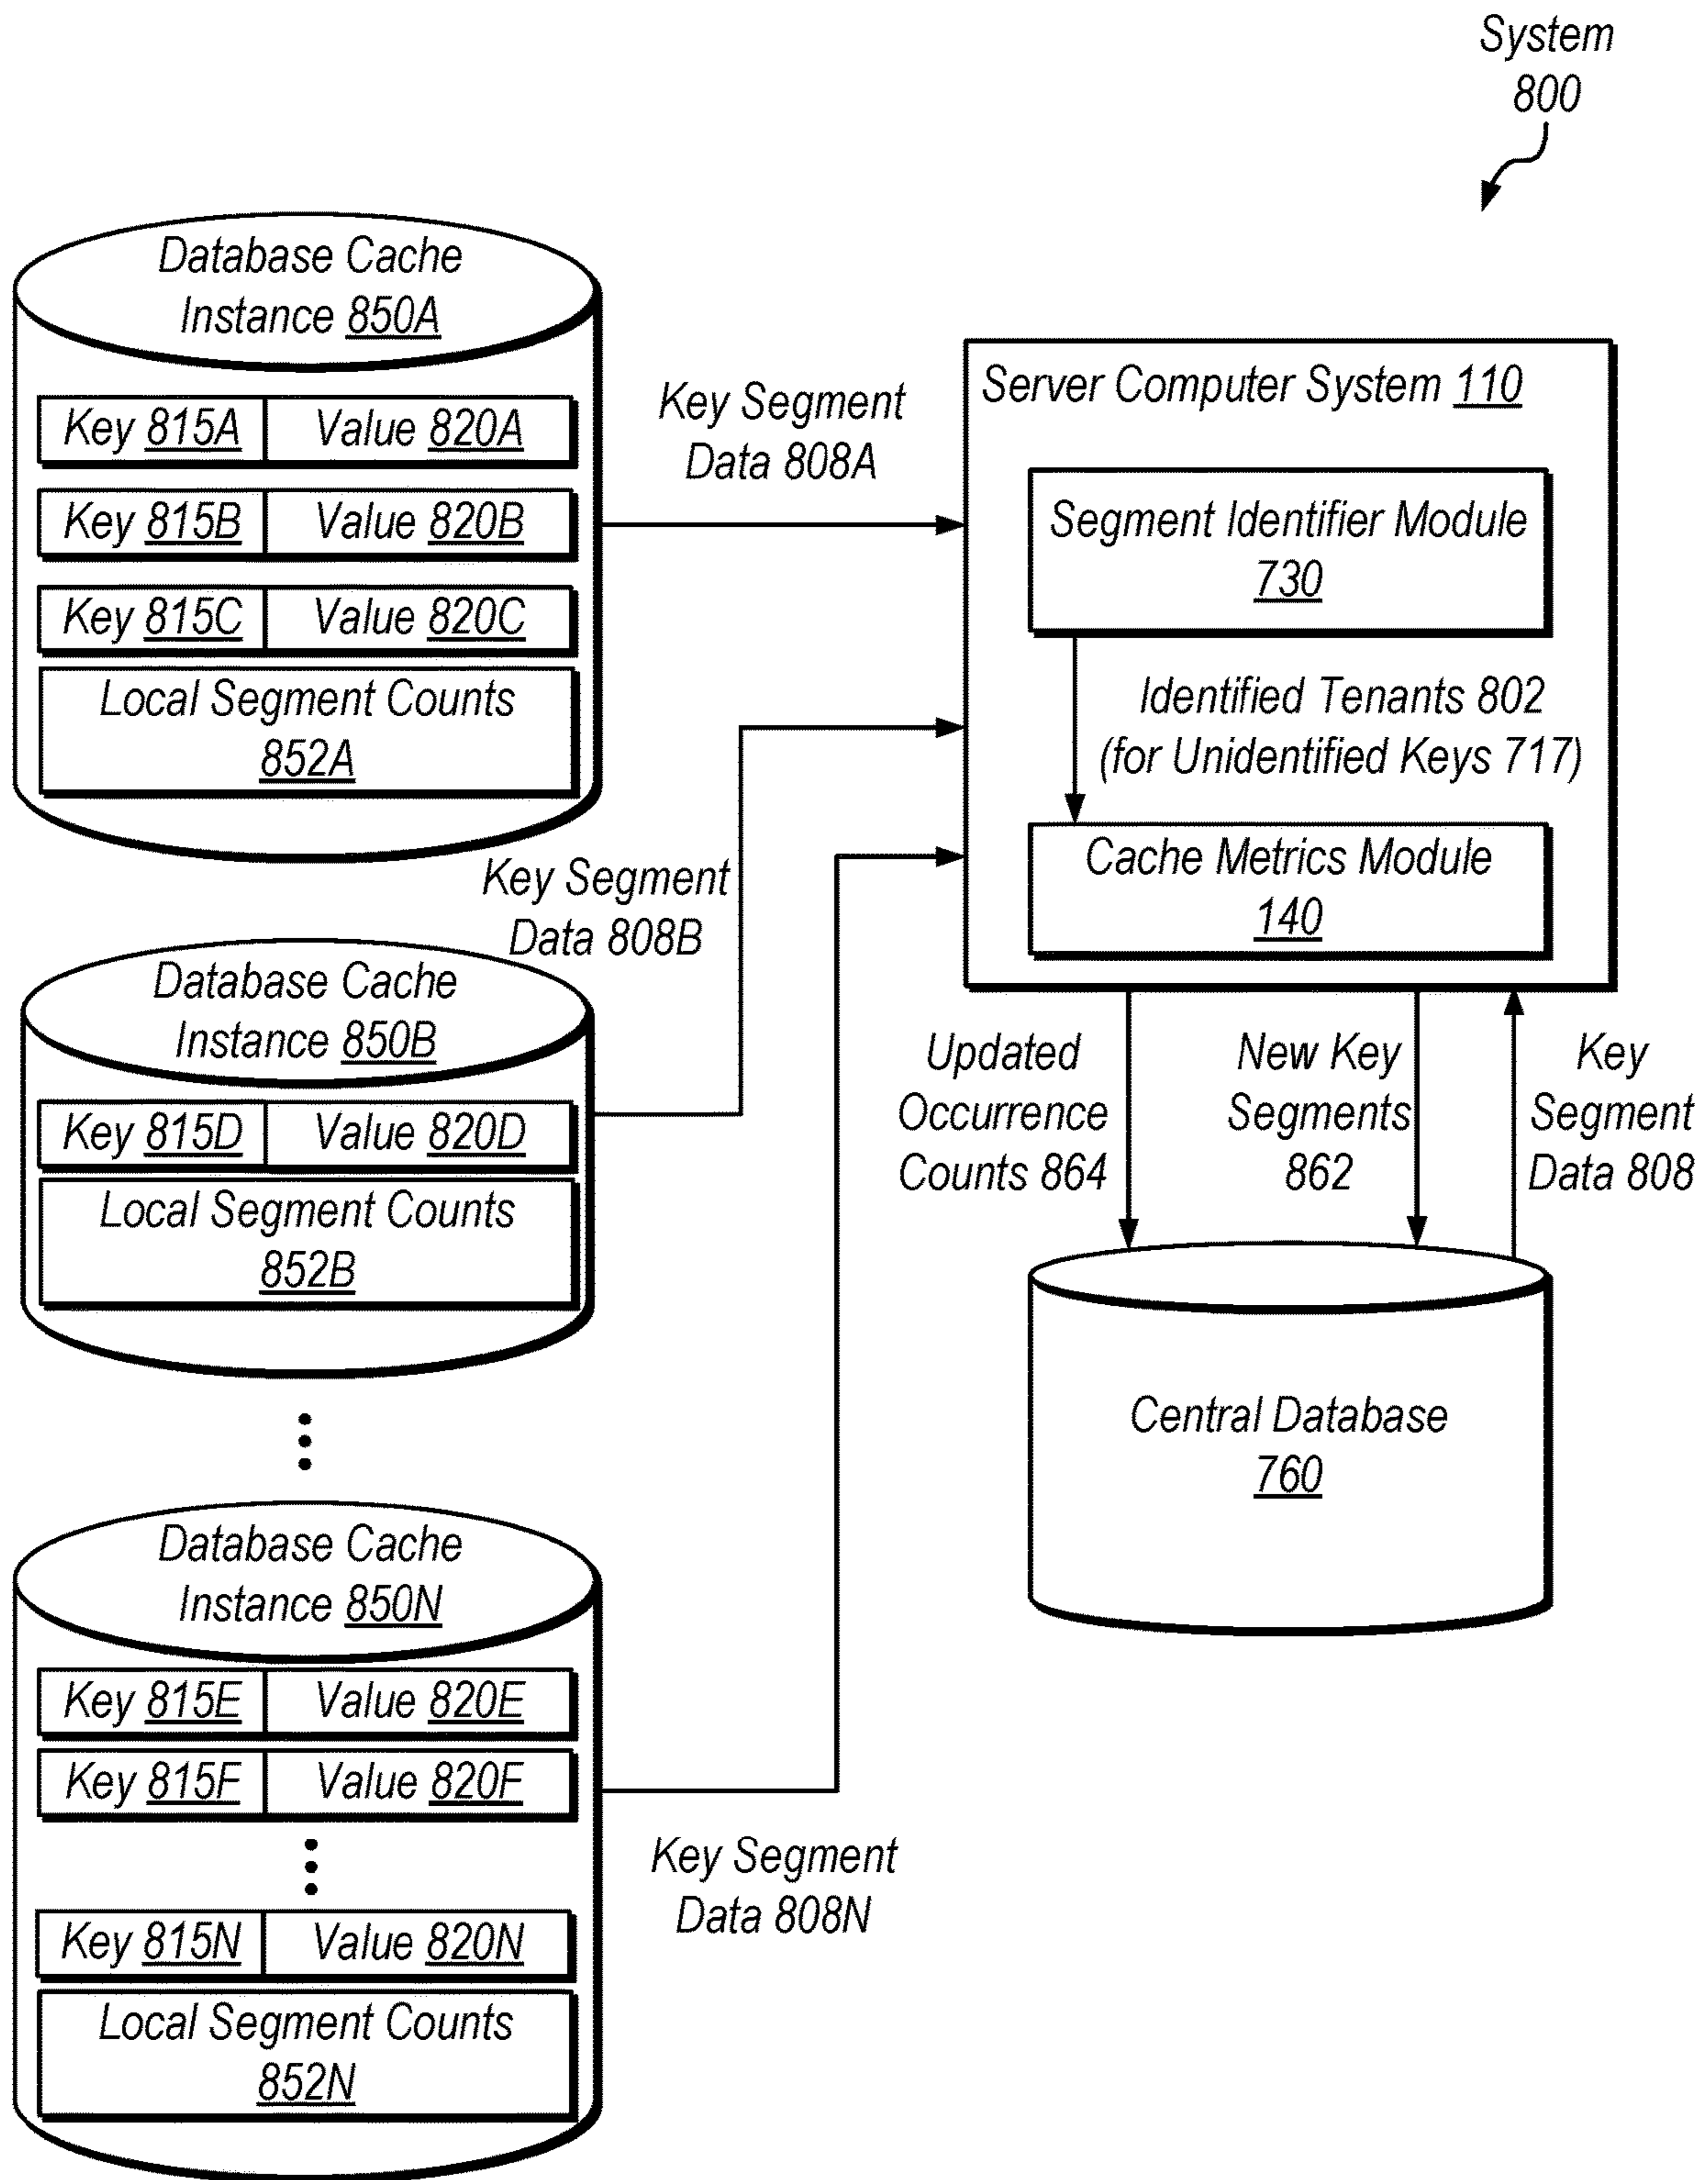 System
800
Database Cache
Instance 850A
Key 815A Value 820A
Key 815B Value 820B
Key 815C Value 820C
Local Segment Counts
852A
Key Segment
Data 808A
Key Segment
Data 808B
Database Cache
Instance 850B
Key 815D Value 820D
Local Segment Counts
852B
Database Cache
Instance 850N
Key 815E Value 820E
Key 815F Value 820F
Key 815N Value 820N
Local Segment Counts
852N
Key Segment
Data 808N
Server Computer System 110
Segment Identifier Module
730
Identified Tenants 802
(for Unidentified Keys 717)
Cache Metrics Module
140
Updated
Occurrence
Counts 864
New Key
Segments
862
Key
Segment
Data 808
Central Database
760